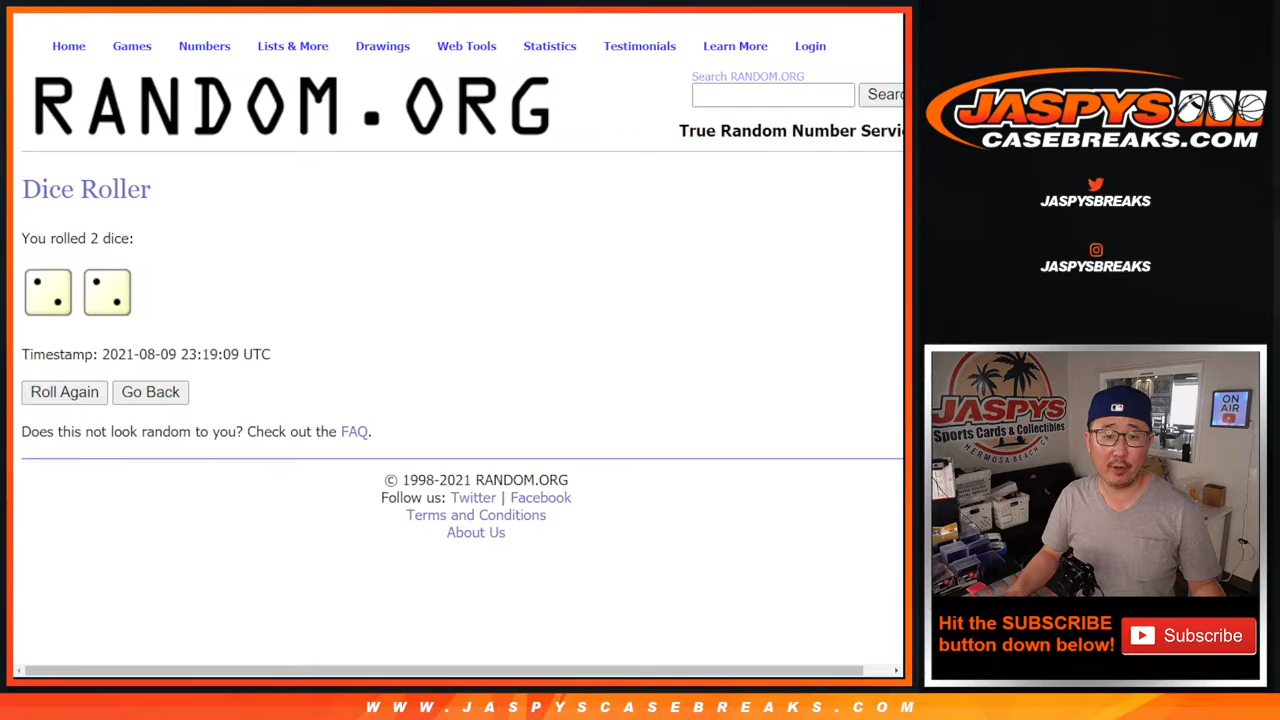 Home Games Numbers Lists & More Drawings Web Tools Statistics Testimonials Learn More Login
RANDOM.ORG
Search RANDOM.ORG
Searc
True Random Number Servi
Dice Roller
You rolled 2 dice:
Timestamp: 2021-08-09 23:19:09 UTC
Roll Again Go Back
Does this not look random to you? Check out the FAQ.
© 1998-2021 RANDOM.ORG
Follow us: Twitter | Facebook
Terms and Conditions
About Us
JASPYS
CASEBREAKS.COM
JASPYSBREAKS
JASPYSBREAKS
JASPYS
Sports Cards & Collectibles
HERMOSA BEACH CA
ON
AIR
Hit the SUBSCRIBE
button down below!
Subscribe
WWW.JASPYSCASEBREAKS.COM